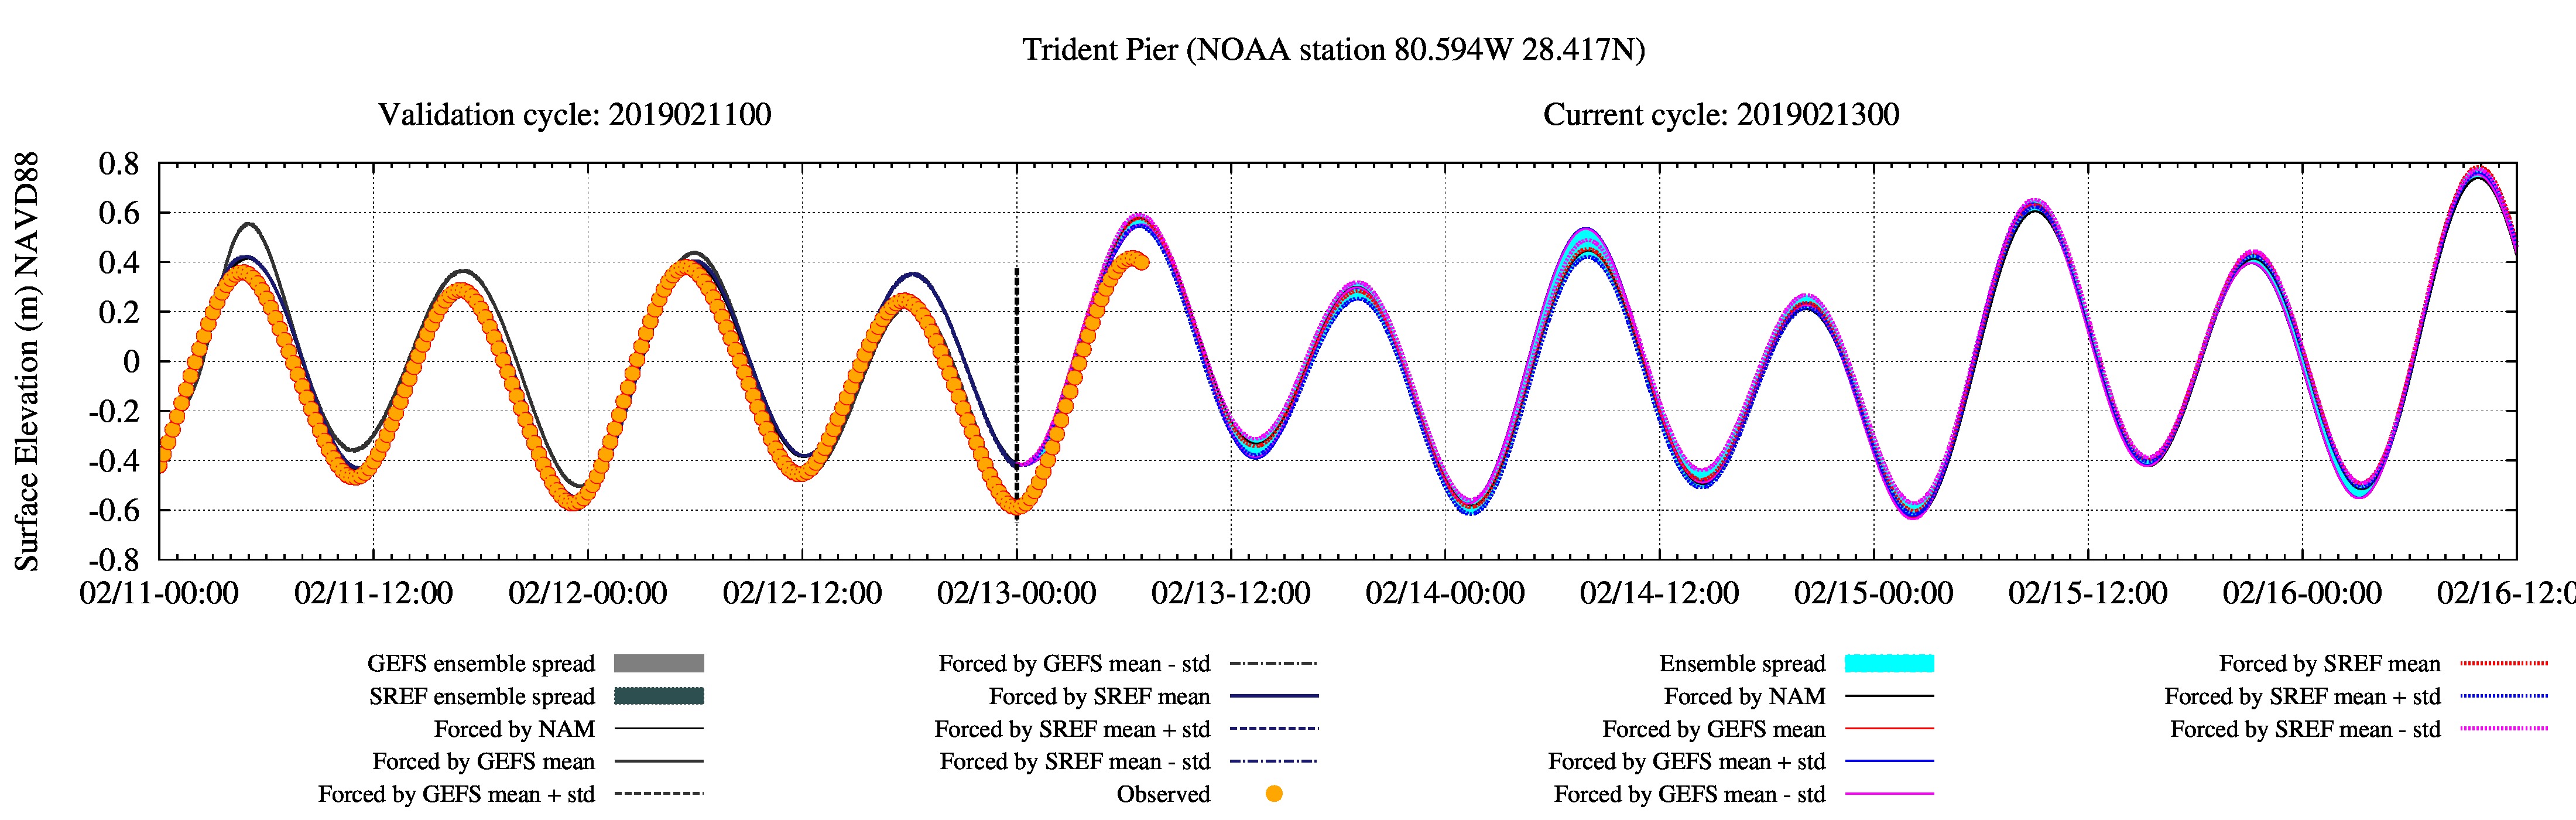 Trident Pier (NOAA station 80.594W 28.417N)
Validation cycle: 2019021100
Current cycle: 2019021300
Surface Elevation (m) NAVD88
0.8
0.6
0.4
0.2
0
-0.2
-0.4
-0.6
-0.8
02/11-00:00 02/11-12:00 02/12-00:00 02/12-12:00 02/13-00:00 02/13-12:00 02/14-00:00 02/14-12:00 02/15-00:00 02/15-12:00 02/16-00:00 02/16-12:0
GEFS ensemble spread
SREF ensemble spread
Forced by NAM
Forced by GEFS mean
Forced by GEFS mean + std
Forced by GEFS mean - std
Forced by SREF mean
Forced by SREF mean + std
Forced by SREF mean - std
Observed
Ensemble spread
Forced by NAM
Forced by GEFS mean
Forced by GEFS mean + std
Forced by GEFS mean - std
Forced by SREF mean
Forced by SREF mean + std
Forced by SREF mean - std